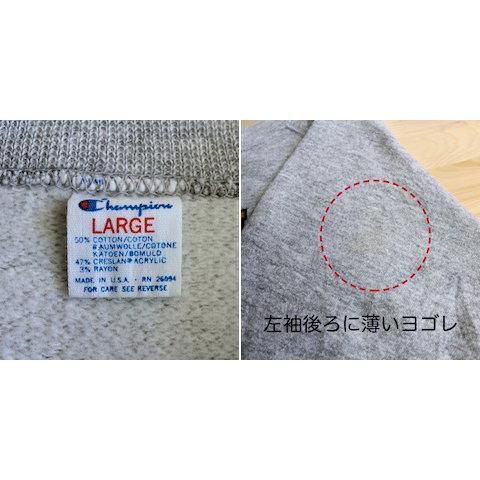 Champion
LARGE
50% COTTON/COTON
BAUMWOLLE/COTONE
KATOEN/BOMULD
47% CRESLAN® ACRYLIC
3% RAYON
MADE IN U.S.A. · RN 26094
FOR CARE SEE REVERSE
左袖後ろに薄いヨゴレ